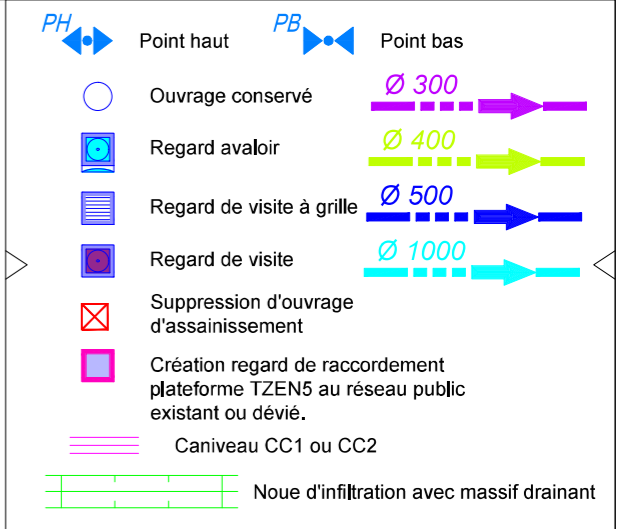 PH Point haut PB Point bas
Ouvrage conservé Ø 300
Regard avaloir Ø 400
Regard de visite à grille Ø 500
Regard de visite Ø 1000
Suppression d'ouvrage
d'assainissement
Création regard de raccordement
plateforme TZEN5 au réseau public
existant ou dévié.
Caniveau CC1 ou CC2
Noue d'infiltration avec massif drainant